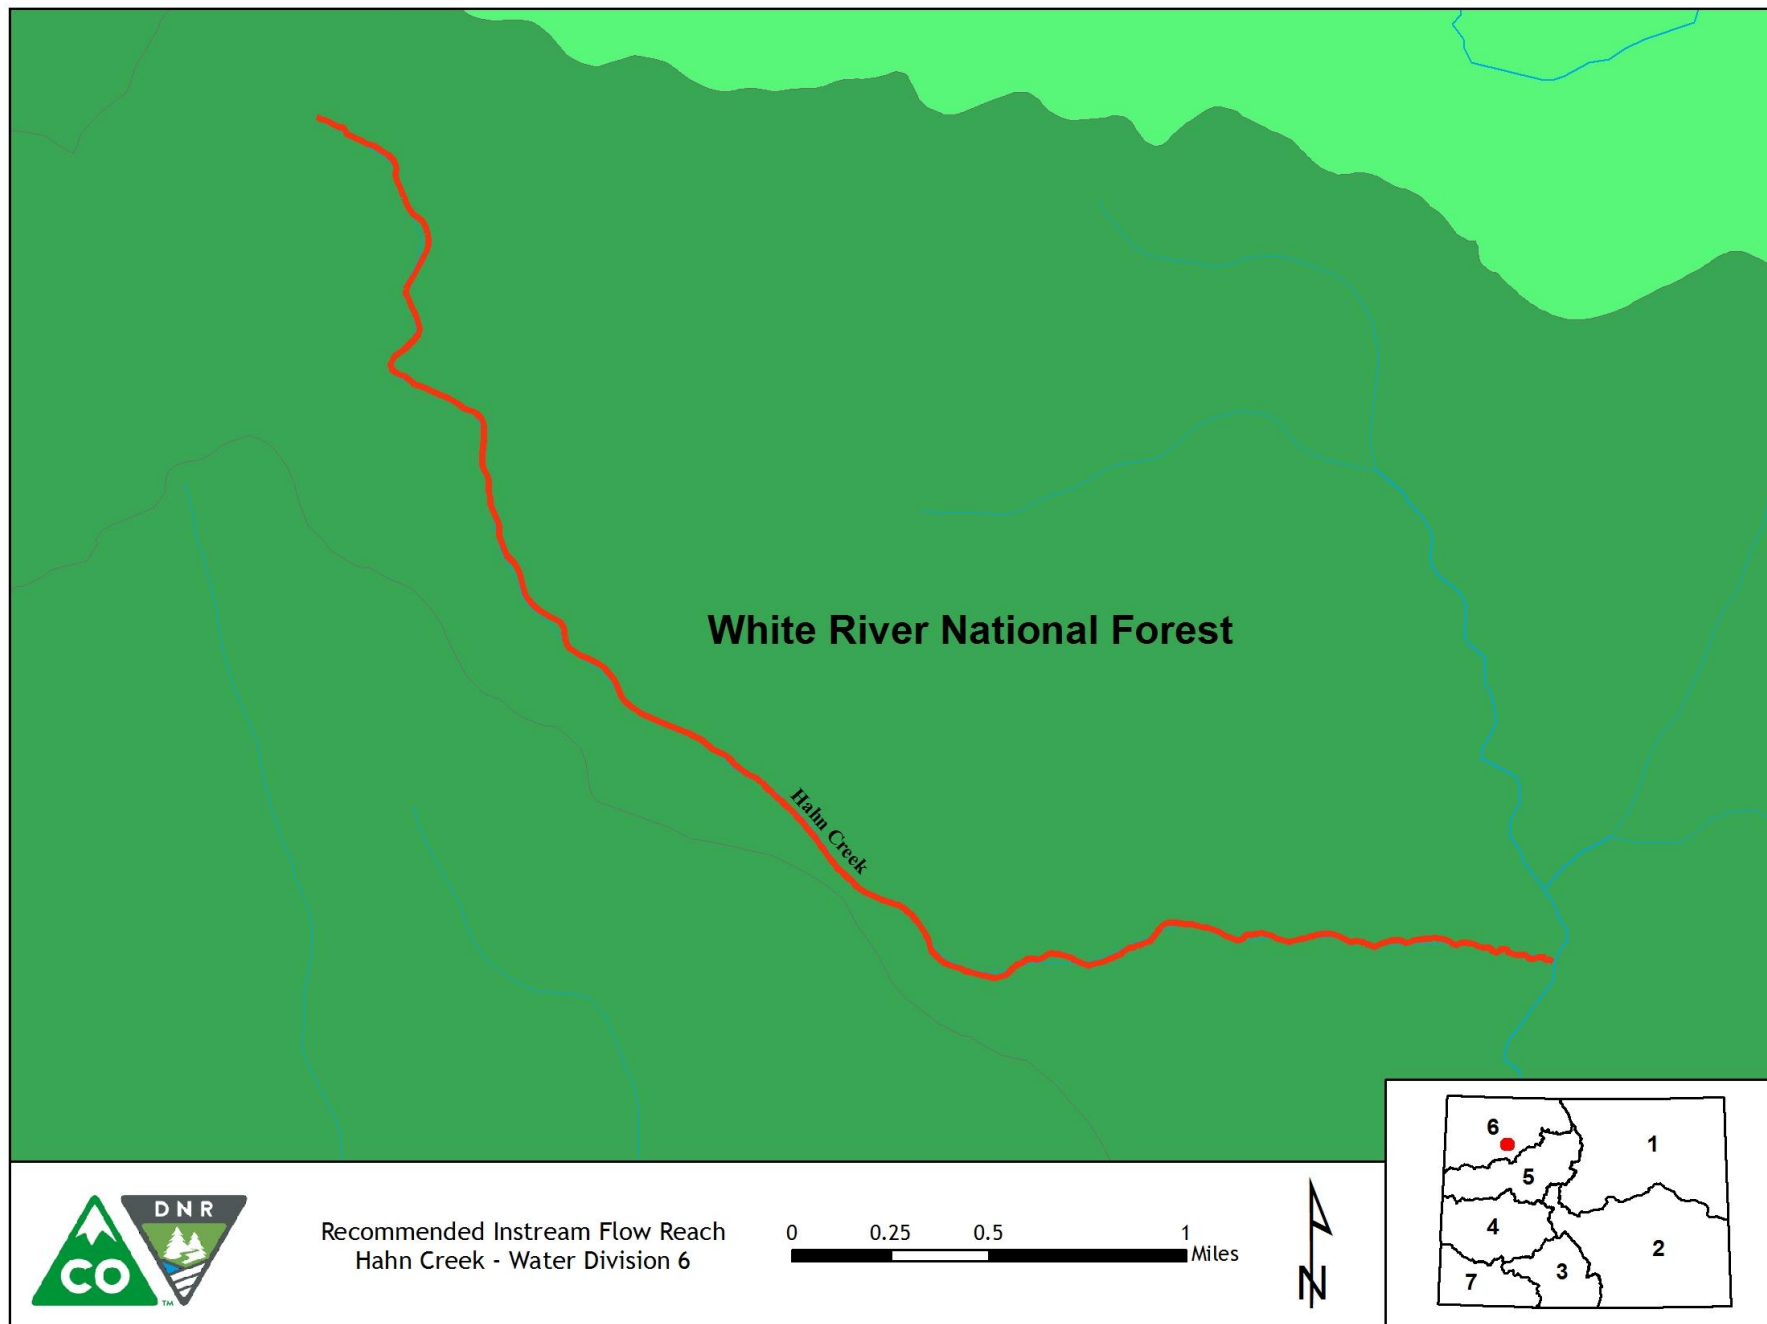 White River National Forest
Hahn Creek
DNR
CO
TM
Recommended Instream Flow Reach
Hahn Creek - Water Division 6
0 0.25 0.5 1
Miles
N
6
1
5
4
2
3
7